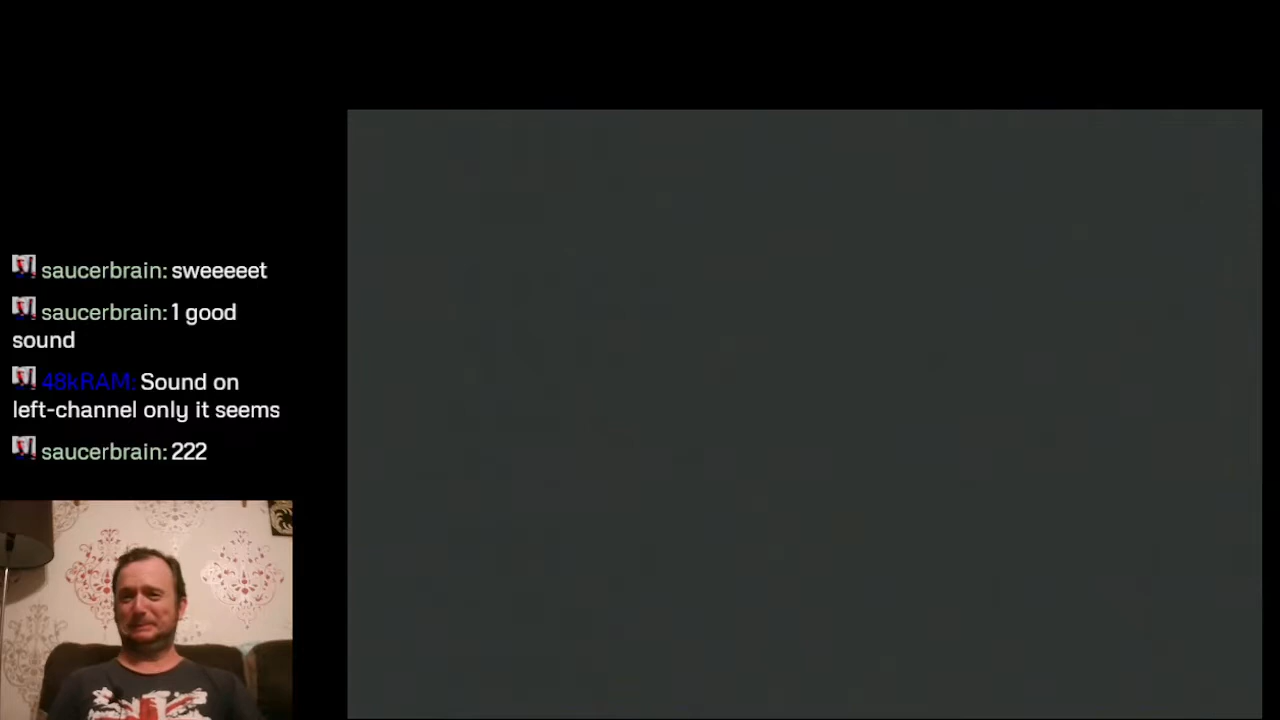 saucerbrain: sweeeeet
saucerbrain: 1 good
sound
48kRAM: Sound on
left-channel only it seems
saucerbrain: 222